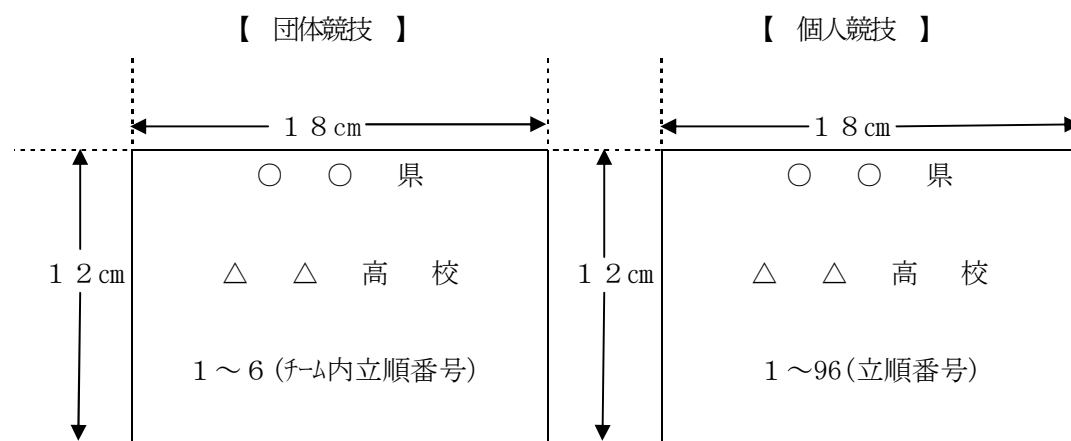 【　団体競技　】
１８㎝
○　○　県
１２㎝
△　△　高　校
１～６(ﾁｰﾑ内立順番号)
【　個人競技　】
１８㎝
○　○　県
１２㎝
△　△　高　校
１～96(立順番号)